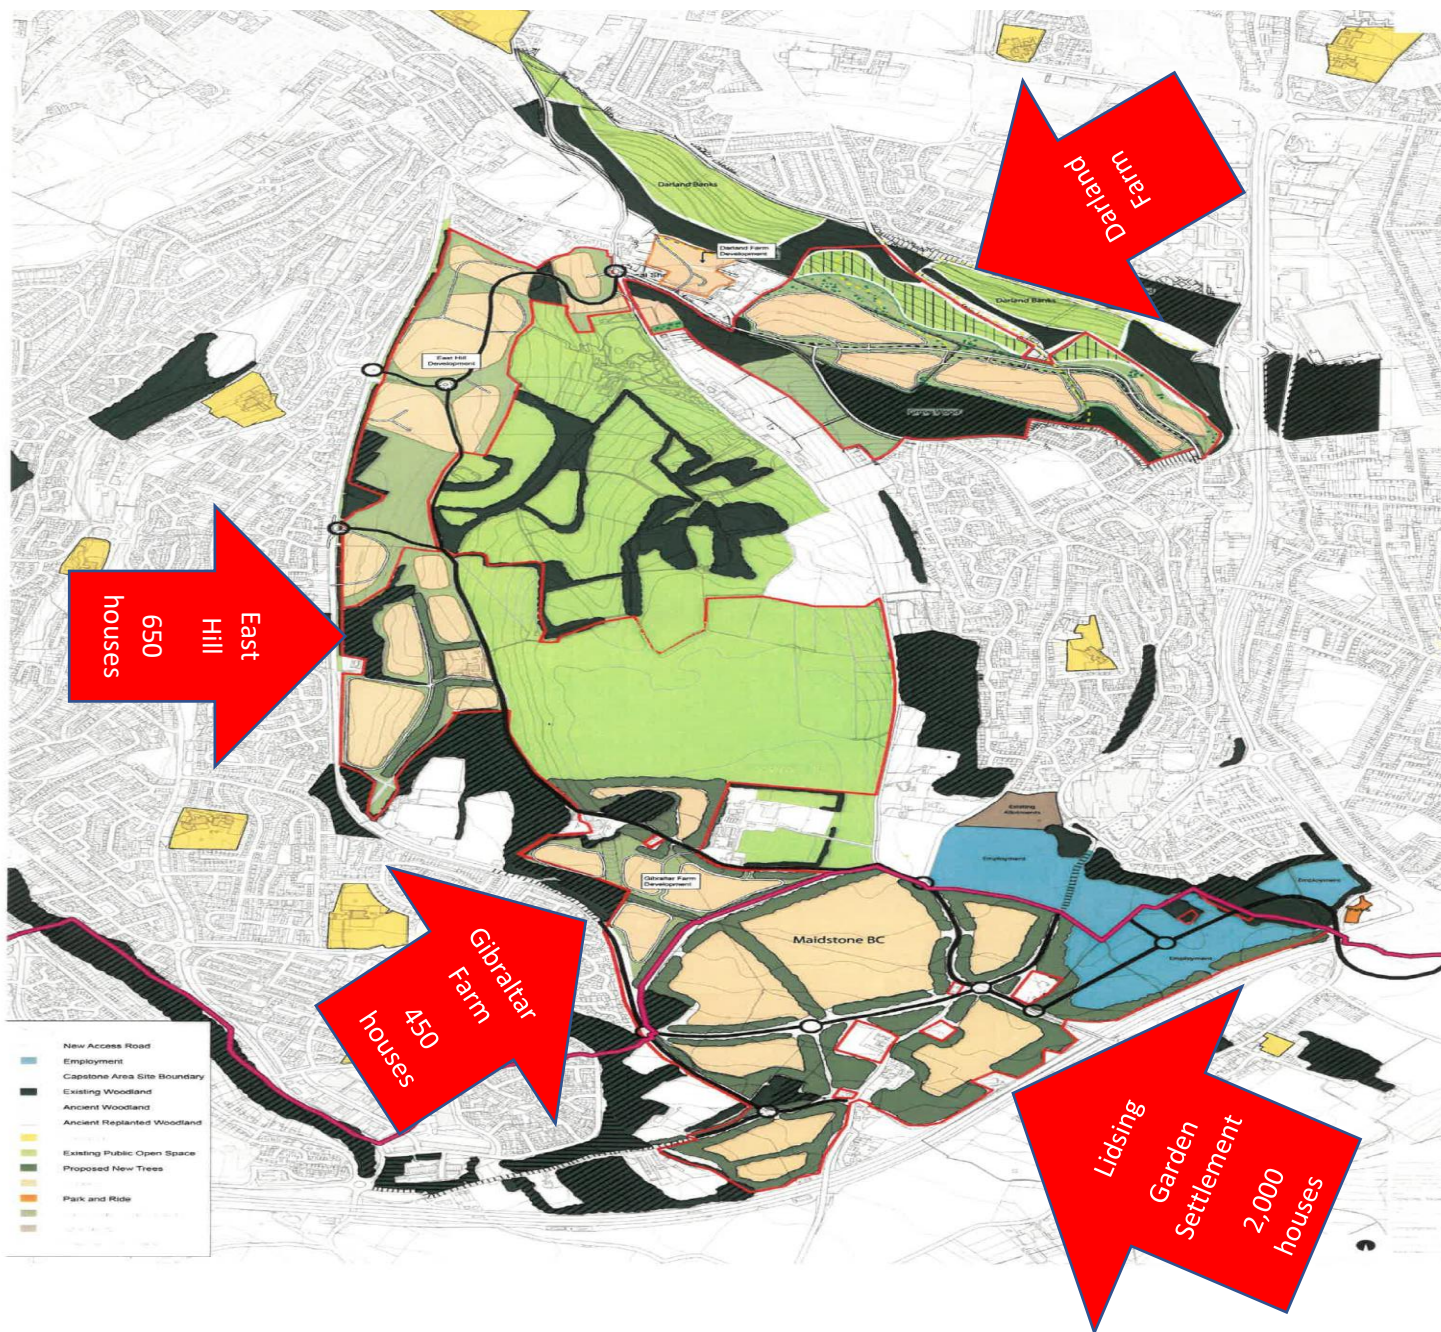 Darland
Farm
Darland Banks
Darland Farm
Development
Darland Banks
East Hill
Development
East
Hill
650
houses
Existing
Allotments
Employment
Employment
Employment
Gibraltar Farm
Development
Maidstone BC
Gibraltar
Farm
450
houses
Lidsing
Garden
Settlement
2,000
houses
New Access Road
Employment
Capstone Area Site Boundary
Existing Woodland
Ancient Woodland
Ancient Replanted Woodland
Existing Public Open Space
Proposed New Trees
Park and Ride